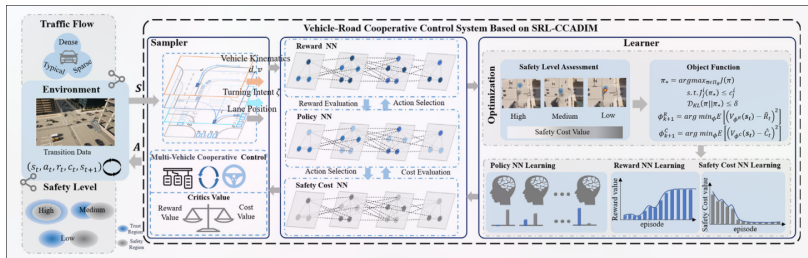 Vehicle-Road Cooperative Control System Based on SRL-CCADIM
Traffic Flow
Dense
Typical
Sparse
Environment
Transition Data
(s_t, a_t, r_t, c_t, s_{t+1})
Safety Level
High
Medium
Low
Trust Region
Safety Region
S
A
Sampler
Vehicle Kinematics
d, v
Turning Intent ζ
Lane Position
Multi-Vehicle Cooperative Control
Critics Value
Reward Value
Cost Value
Reward NN
Reward Evaluation
Action Selection
Policy NN
Action Selection
Cost Evaluation
Safety Cost NN
Learner
Optimization
Safety Level Assessment
High
Medium
Low
Safety Cost Value
Object Function
Policy NN Learning
Reward NN Learning
Reward value
episode
Safety Cost NN Learning
Safety Cost value
episode